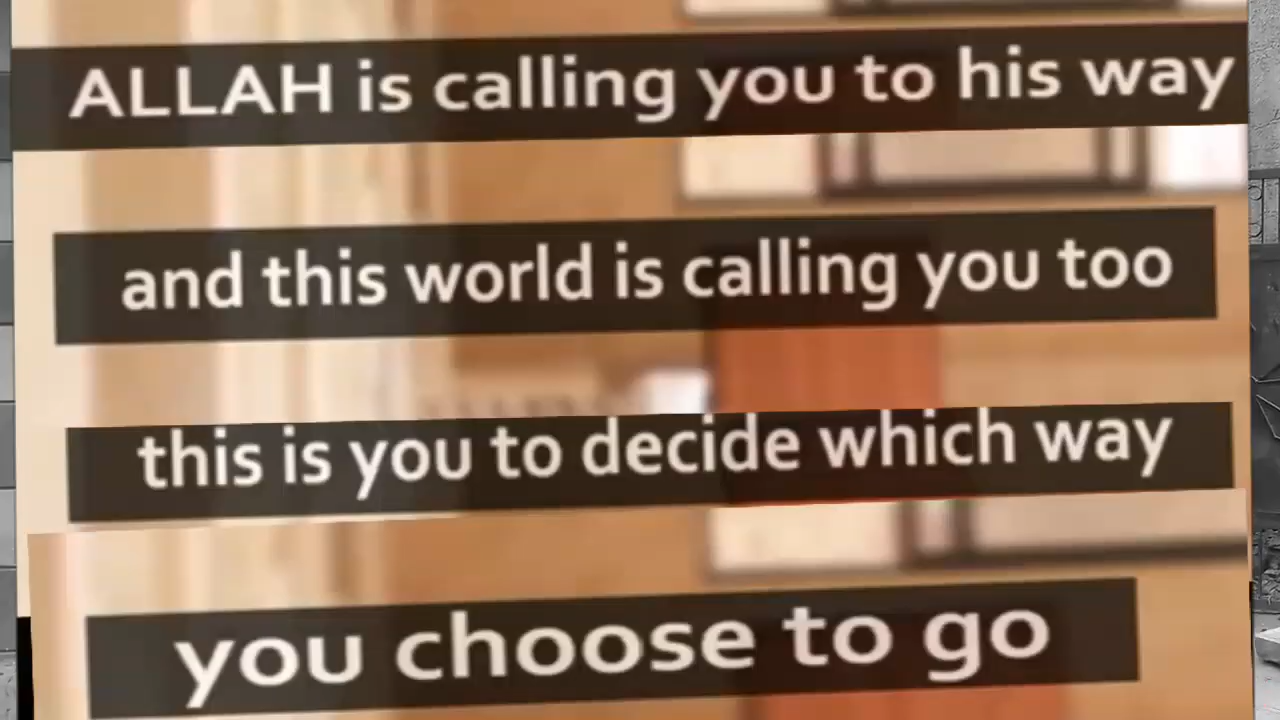 ALLAH is calling you to his way
and this world is calling you too
this is you to decide which way
you choose to go